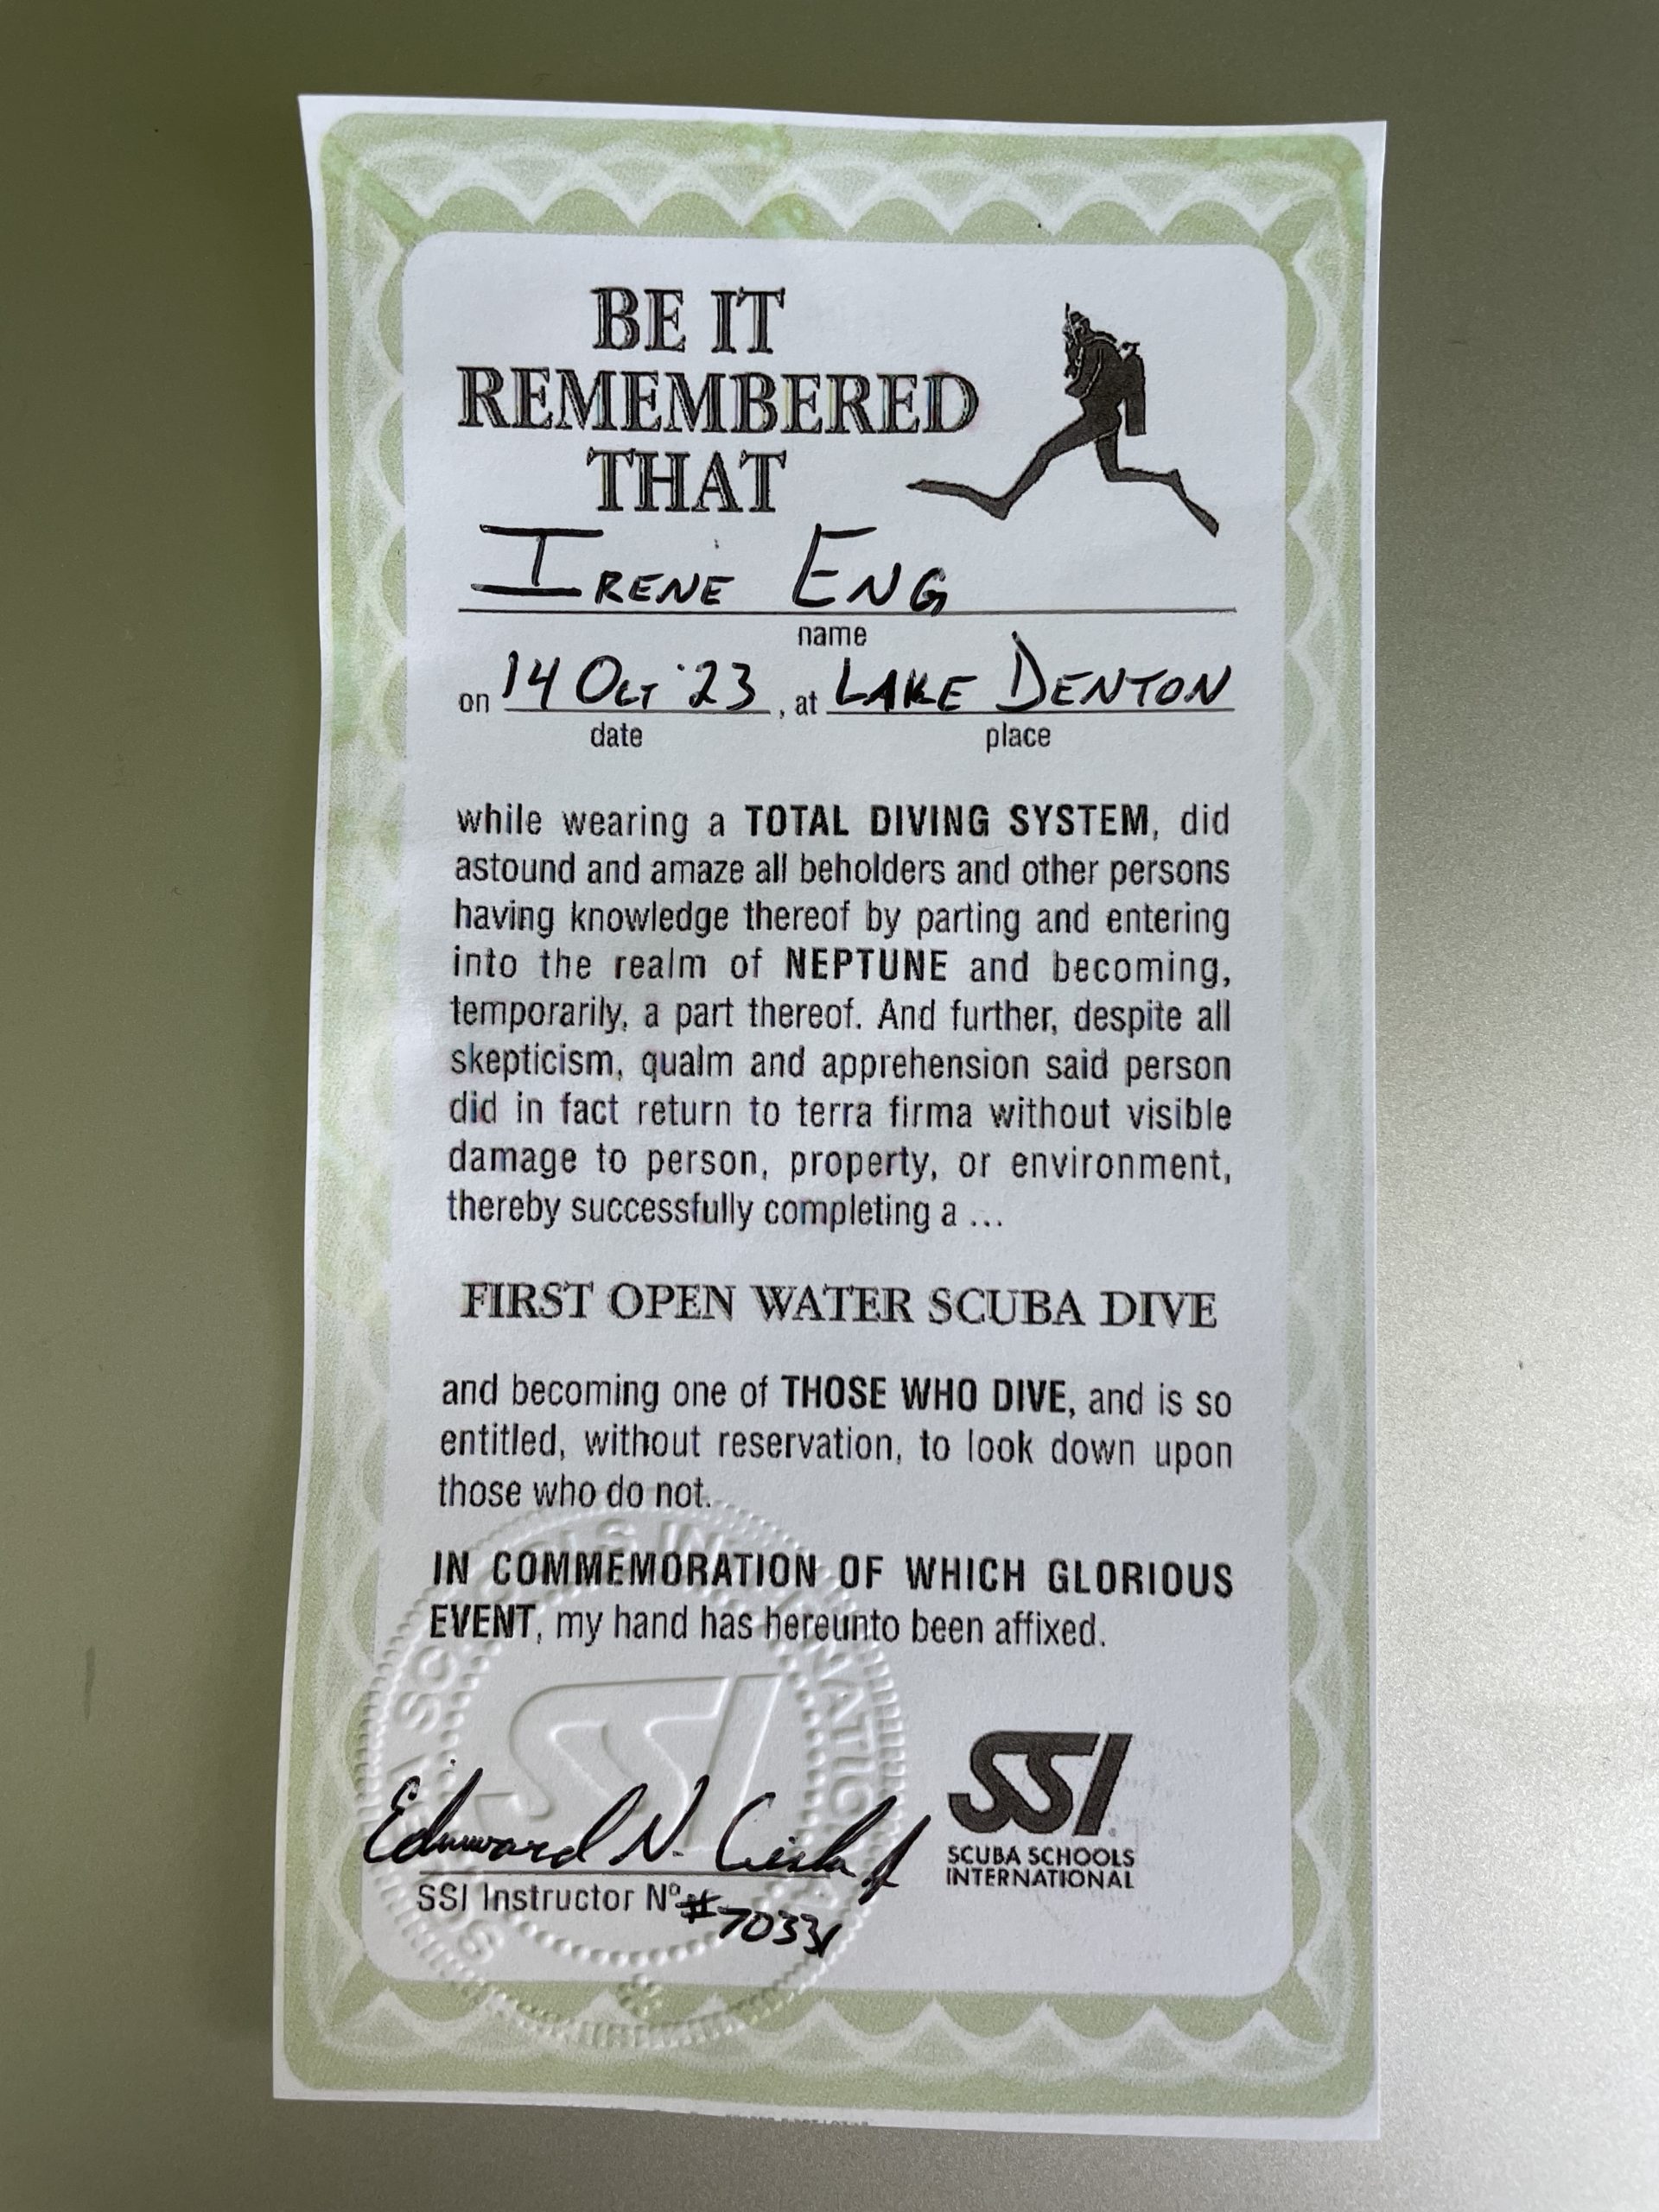 BE IT
REMEMBERED
THAT
IRENE ENG
name
on 14 OCT '23, at LAKE DENTON
date place
while wearing a TOTAL DIVING SYSTEM, did
astound and amaze all beholders and other persons
having knowledge thereof by parting and entering
into the realm of NEPTUNE and becoming,
temporarily, a part thereof. And further, despite all
skepticism, qualm and apprehension said person
did in fact return to terra firma without visible
damage to person, property, or environment,
thereby successfully completing a ...
FIRST OPEN WATER SCUBA DIVE
and becoming one of THOSE WHO DIVE, and is so
entitled, without reservation, to look down upon
those who do not.
IN COMMEMORATION OF WHICH GLORIOUS
EVENT, my hand has hereunto been affixed.
SSI
Edward N.
SSI Instructor Nº #70331
SSI
SCUBA SCHOOLS
INTERNATIONAL